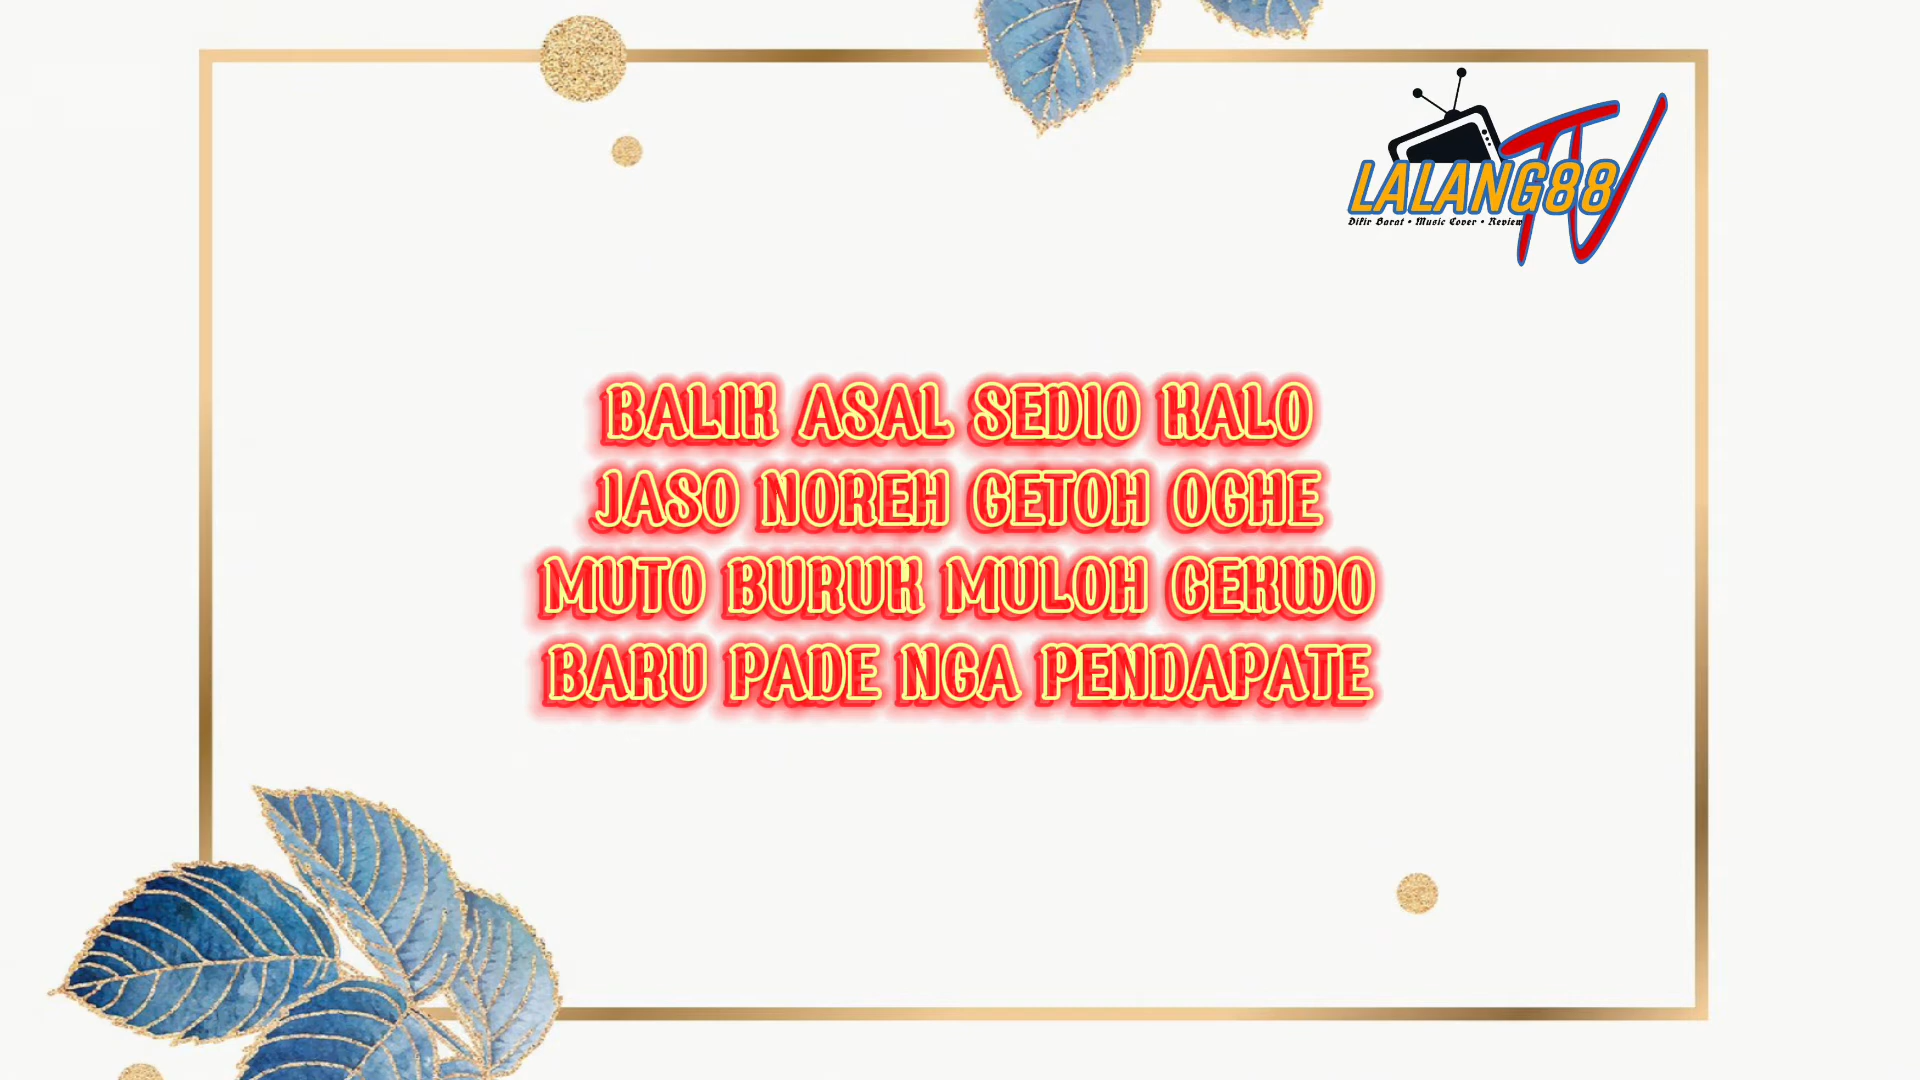 LALANG88 TV
Dikir Barat • Music Cover • Review
BALIK ASAL SEDIO KALO
JASO NOREH GETOH OGHE
MUTO BURUK MULOH GEKWO
BARU PADE NGA PENDAPATE